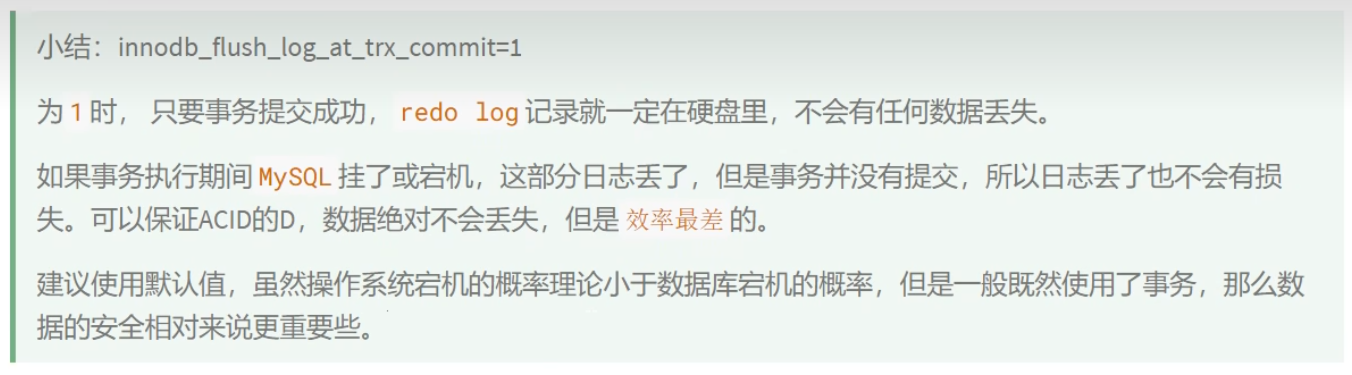 小结：innodb_flush_log_at_trx_commit=1
为 1 时， 只要事务提交成功， redo log 记录就一定在硬盘里，不会有任何数据丢失。
如果事务执行期间 MySQL 挂了或宕机，这部分日志丢了，但是事务并没有提交，所以日志丢了也不会有损
失。可以保证ACID的D，数据绝对不会丢失，但是 效率最差 的。
建议使用默认值，虽然操作系统宕机的概率理论小于数据库宕机的概率，但是一般既然使用了事务，那么数
据的安全相对来说更重要些。